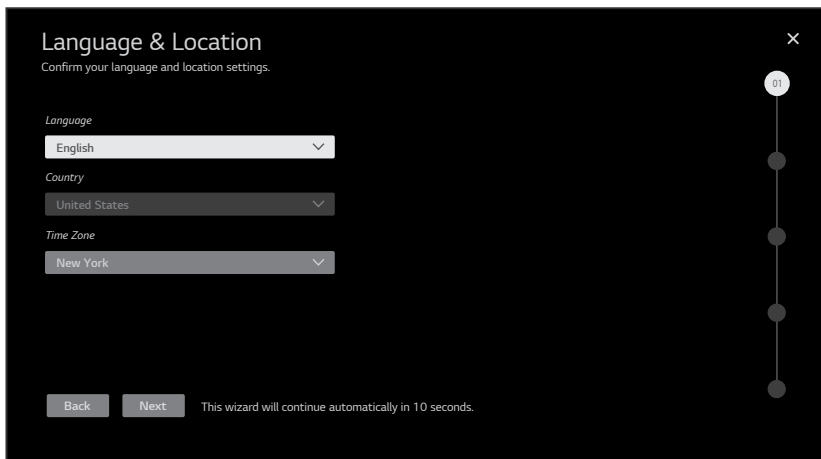 Language & Location
Confirm your language and location settings.
01
Language
English
Country
United States
Time Zone
New York
Back Next This wizard will continue automatically in 10 seconds.